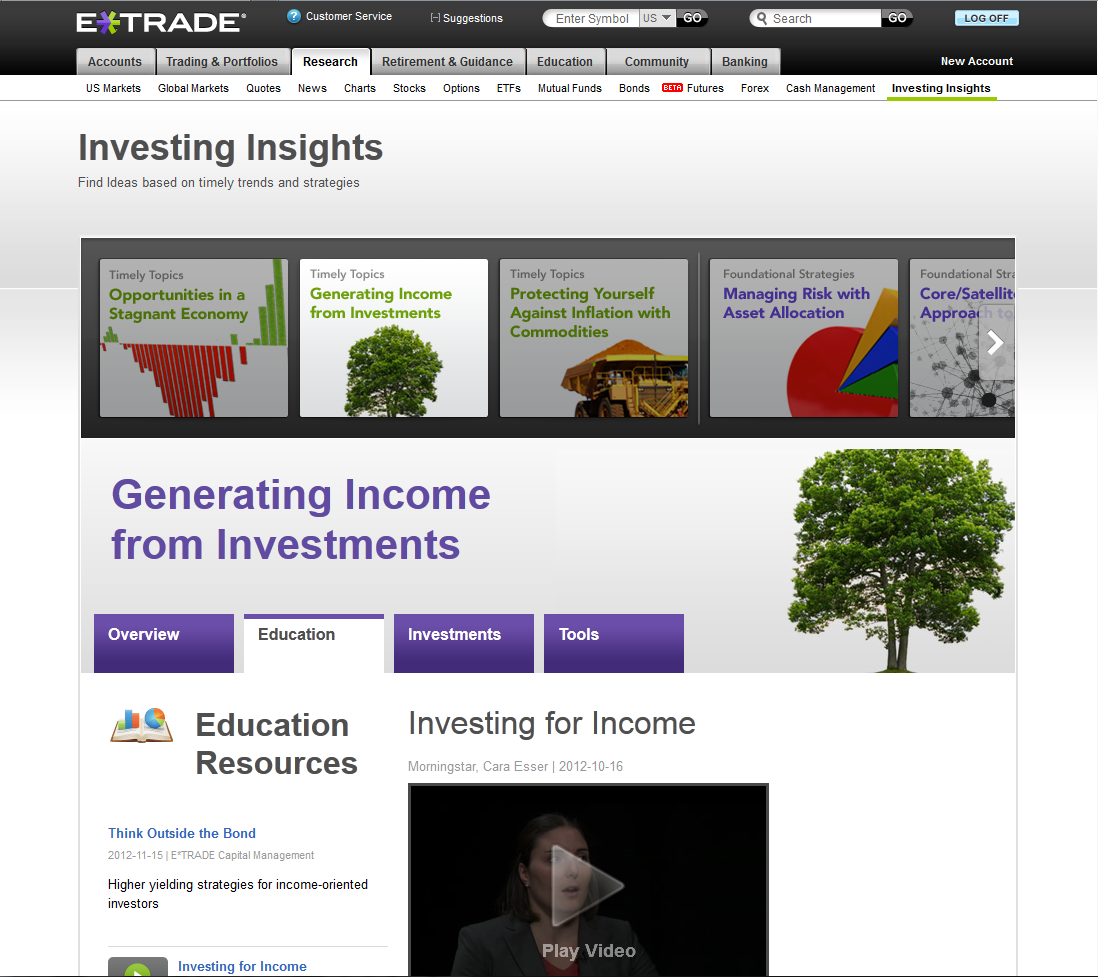 E*TRADE
? Customer Service
[-] Suggestions
Enter Symbol US GO
Search GO
LOG OFF
Accounts Trading & Portfolios Research Retirement & Guidance Education Community Banking
New Account
US Markets Global Markets Quotes News Charts Stocks Options ETFs Mutual Funds Bonds BETA Futures Forex Cash Management Investing Insights
Investing Insights
Find Ideas based on timely trends and strategies
Timely Topics
Opportunities in a
Stagnant Economy
Timely Topics
Generating Income
from Investments
Timely Topics
Protecting Yourself
Against Inflation with
Commodities
Foundational Strategies
Managing Risk with
Asset Allocation
Foundational Stra
Core/Satellite
Approach to
Generating Income
from Investments
Overview
Education
Investments
Tools
Education
Resources
Think Outside the Bond
2012-11-15 | E*TRADE Capital Management
Higher yielding strategies for income-oriented
investors
Investing for Income
Investing for Income
Morningstar, Cara Esser | 2012-10-16
Play Video